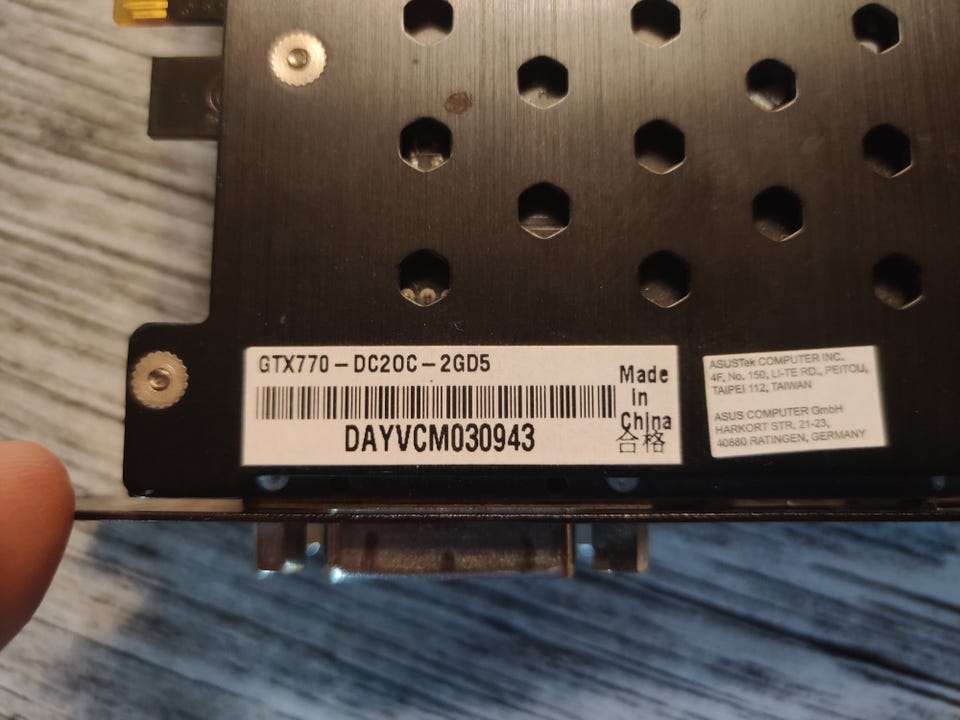 GTX770-DC2OC-2GD5
DAYVCM030943
Made
in
China
合格
ASUSTek COMPUTER INC.
4F, No. 150, LI-TE RD., PEITOU,
TAIPEI 112, TAIWAN
ASUS COMPUTER GmbH
HARKORT STR. 21-23,
40880 RATINGEN, GERMANY